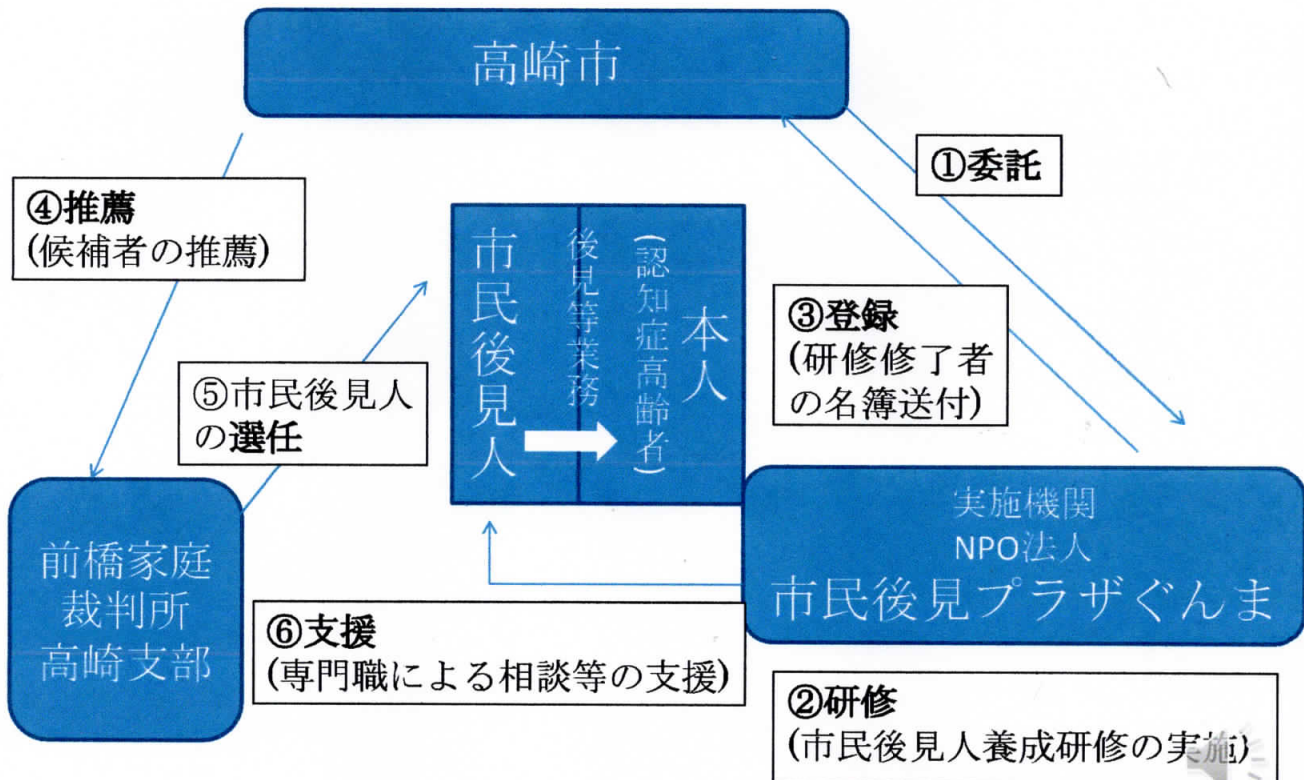 高崎市
①委託
④推薦
(候補者の推薦)
市民後見人
後見等業務
(認知症高齢者)
本人
③登録
(研修修了者
の名簿送付)
⑤市民後見人
の選任
前橋家庭
裁判所
高崎支部
実施機関
NPO法人
市民後見プラザぐんま
⑥支援
(専門職による相談等の支援)
②研修
(市民後見人養成研修の実施)